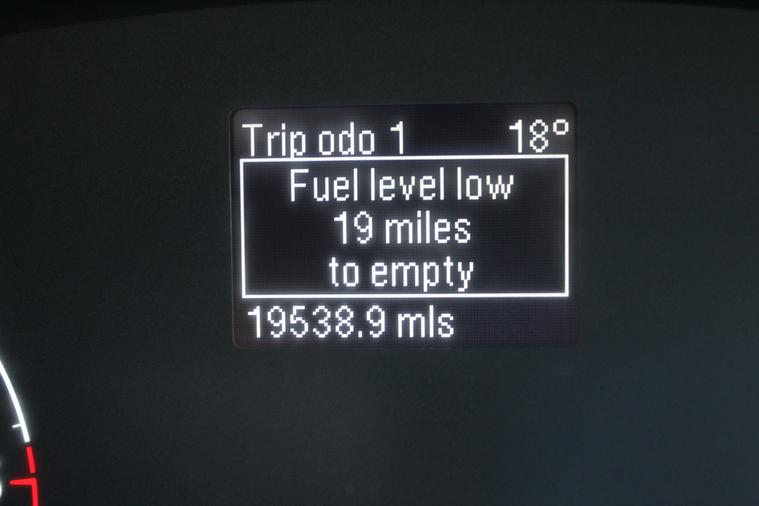 Trip odo 1 18°
Fuel level low
19 miles
to empty
19538.9 mls